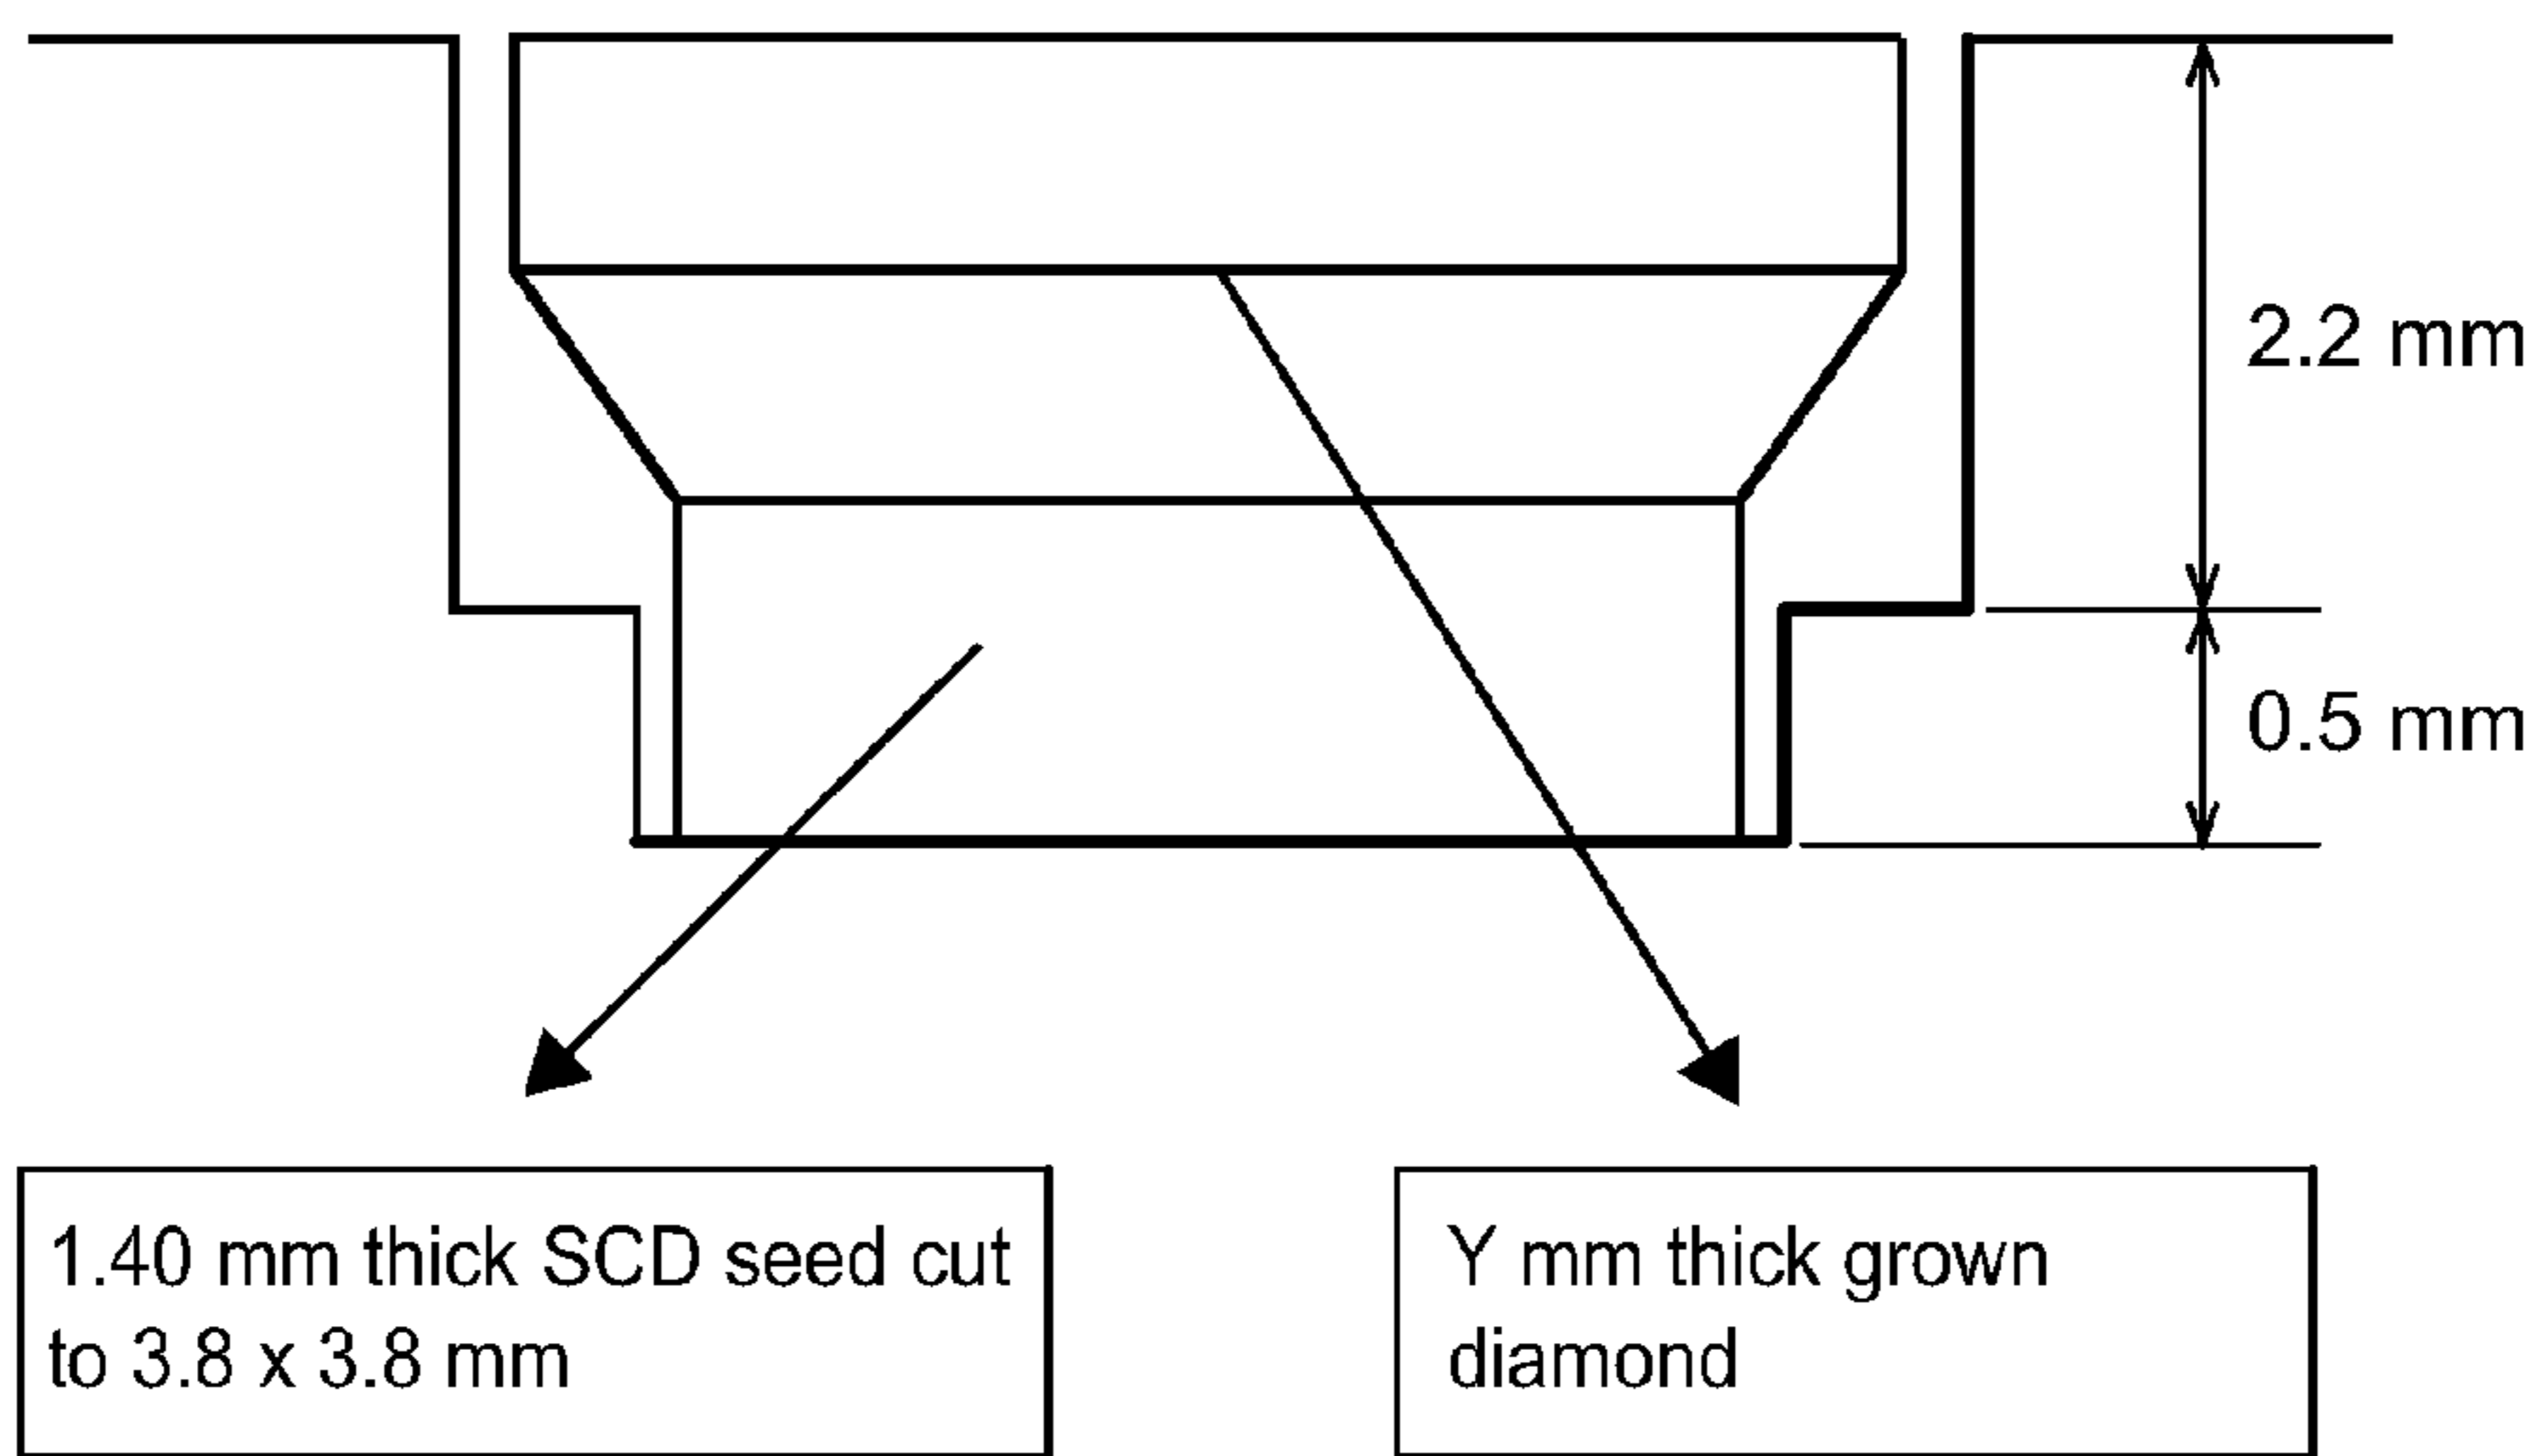 2.2 mm
0.5 mm
1.40 mm thick SCD seed cut
to 3.8 x 3.8 mm
Y mm thick grown
diamond